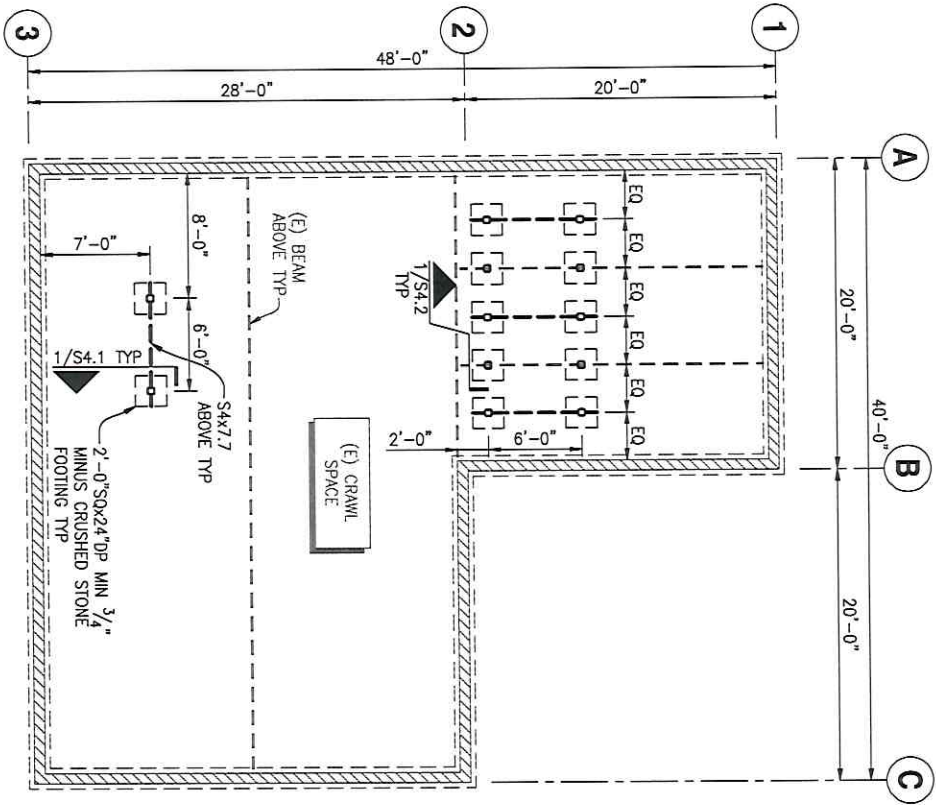 3
2
1
48'-0"
28'-0"
20'-0"
A
B
C
20'-0"
40'-0"
20'-0"
EQ
EQ
EQ
EQ
EQ
EQ
8'-0"
7'-0"
6'-0"
(E) BEAM
ABOVE TYP
1/S4.2
TYP
1/S4.1 TYP
S4x7.7
ABOVE TYP
2'-0"
6'-0"
(E) CRAWL
SPACE
2'-0"SQx24"DP MIN 3/4"
MINUS CRUSHED STONE
FOOTING TYP